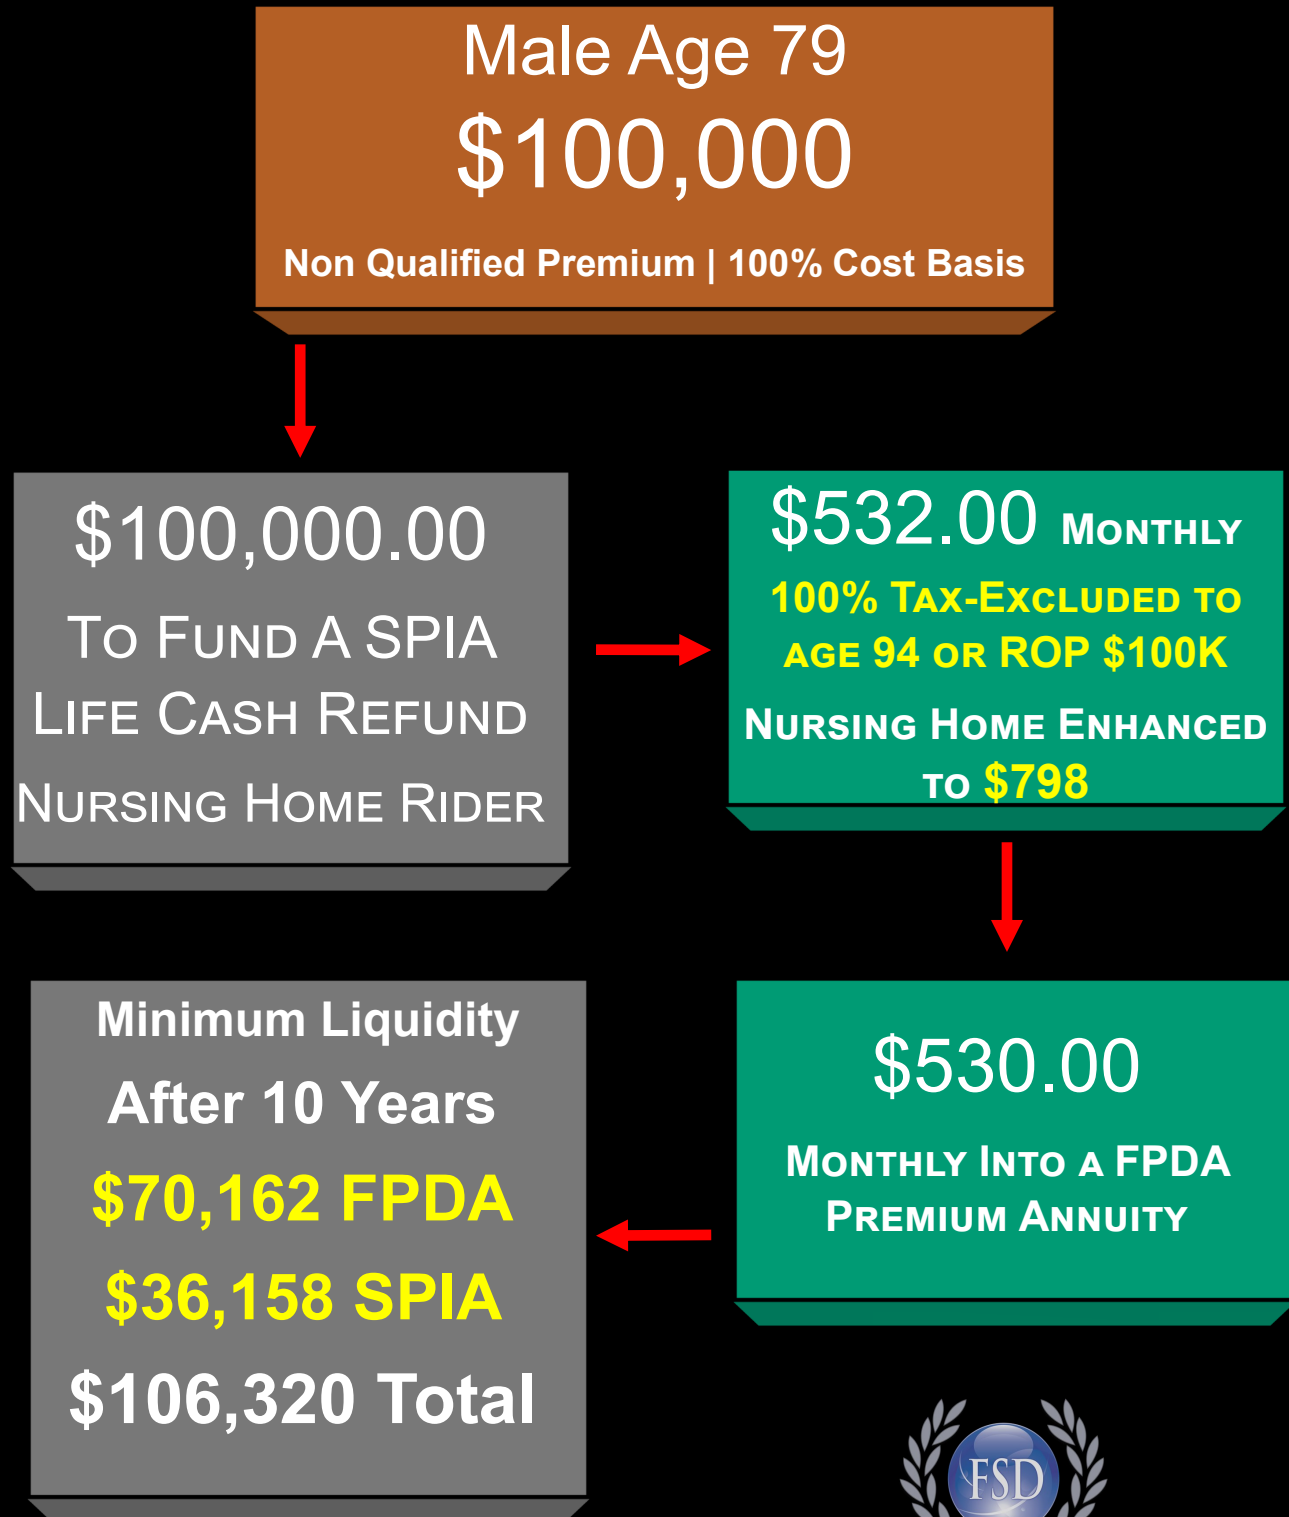 Male Age 79
$100,000
Non Qualified Premium | 100% Cost Basis
$100,000.00
To Fund A SPIA
Life Cash Refund
Nursing Home Rider
$532.00 Monthly
100% Tax-Excluded to
age 94 or ROP $100K
Nursing Home Enhanced
to $798
$530.00
Monthly Into a FPDA
Premium Annuity
Minimum Liquidity
After 10 Years
$70,162 FPDA
$36,158 SPIA
$106,320 Total
FSD